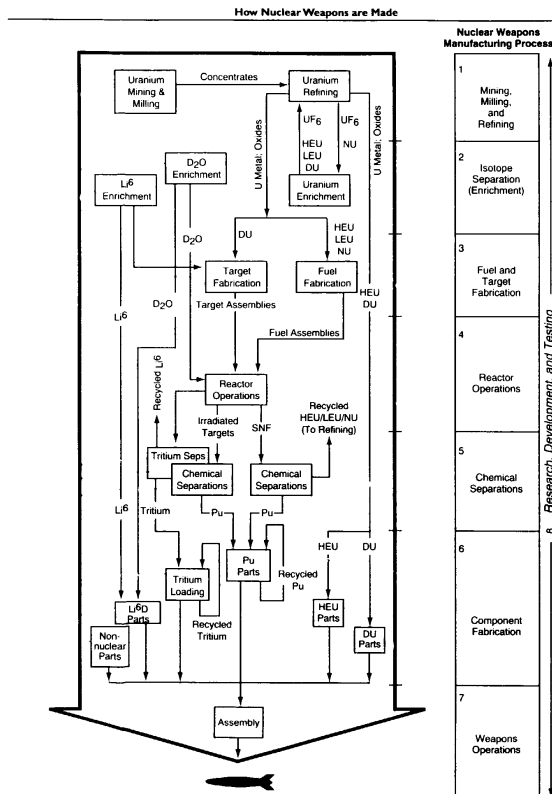 How Nuclear Weapons are Made
Nuclear Weapons
Manufacturing Process
Uranium
Mining &
Milling
Concentrates
Uranium
Refining
U Metal; Oxides
UF6
HEU
LEU
DU
UF6
NU
U Metal; Oxides
D2O
Enrichment
Li6
Enrichment
Uranium
Enrichment
D2O
DU
HEU
LEU
NU
Target
Fabrication
Fuel
Fabrication
HEU
DU
Target Assemblies
D2O
Li6
Fuel Assemblies
Recycled Li6
Reactor
Operations
Irradiated
Targets
SNF
Recycled
HEU/LEU/NU
(To Refining)
Tritium Seps
Chemical
Separations
Chemical
Separations
Li6
Tritium
Pu
Pu
HEU
DU
Pu
Parts
Recycled
Pu
Tritium
Loading
Recycled
Tritium
Li6D
Parts
HEU
Parts
Non-
nuclear
Parts
DU
Parts
Assembly
1
Mining,
Milling,
and
Refining
2
Isotope
Separation
(Enrichment)
3
Fuel and
Target
Fabrication
4
Reactor
Operations
5
Chemical
Separations
6
Component
Fabrication
7
Weapons
Operations
8 Research, Development, and Testing